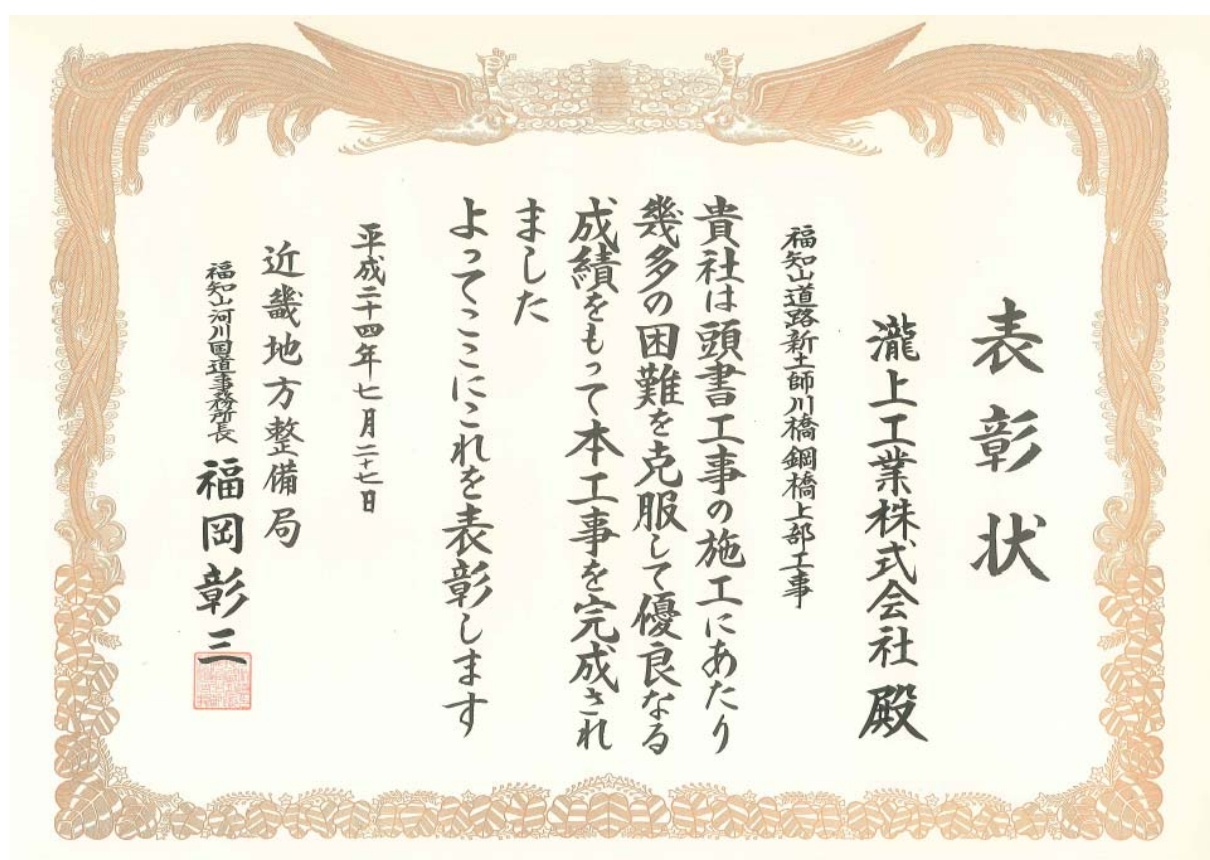 表彰状
瀧上工業株式会社 殿
福知山道路新土師川橋鋼橋上部工事
貴社は頭書工事の施工にあたり
幾多の困難を克服して優良なる
成績をもって本工事を完成され
ました
よってここにこれを表彰します
平成二十四年七月二十七日
近畿地方整備局
福知山河川国道事務所長 福岡彰三